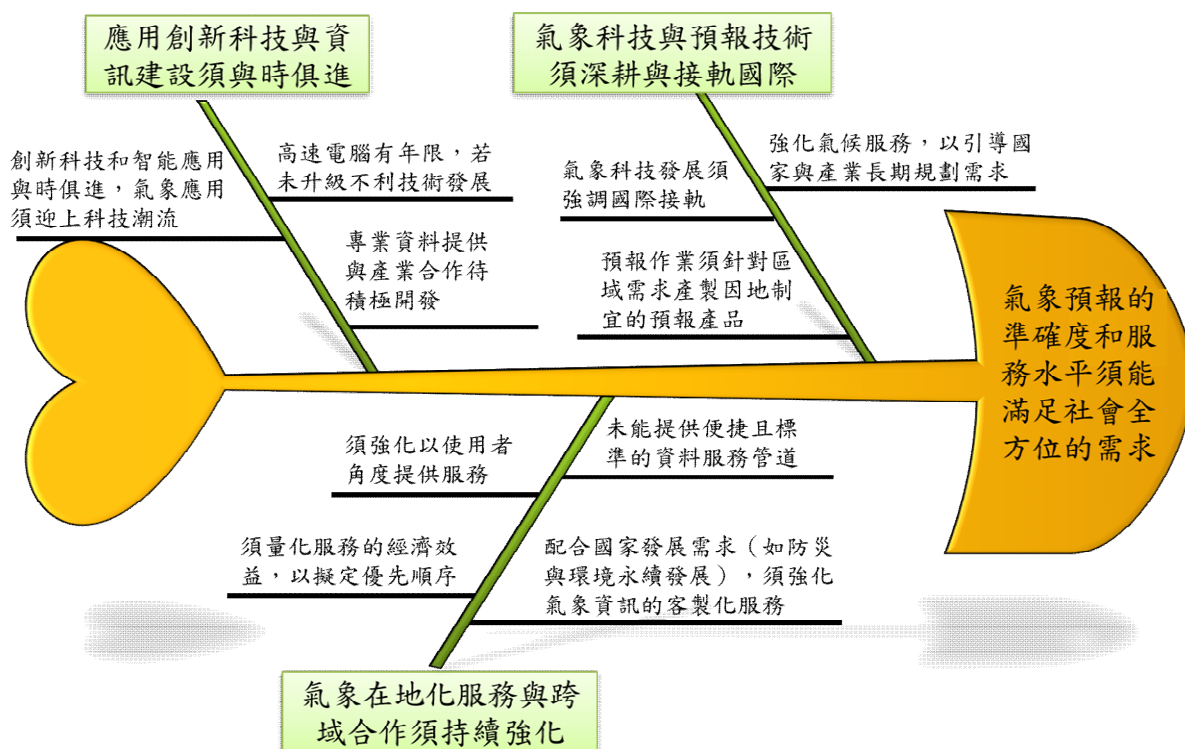 應用創新科技與資
訊建設須與時俱進
氣象科技與預報技術
須深耕與接軌國際
創新科技和智能應用
與時俱進，氣象應用
須迎上科技潮流
高速電腦有年限，若
未升級不利技術發展
專業資料提供
與產業合作待
積極開發
氣象科技發展須
強調國際接軌
強化氣候服務，以引導國
家與產業長期規劃需求
預報作業須針對區
域需求產製因地制
宜的預報產品
氣象預報的
準確度和服
務水平須能
滿足社會全
方位的需求
須強化以使用者
角度提供服務
未能提供便捷且標
準的資料服務管道
須量化服務的經濟效
益，以擬定優先順序
配合國家發展需求（如防災
與環境永續發展），須強化
氣象資訊的客製化服務
氣象在地化服務與跨
域合作須持續強化